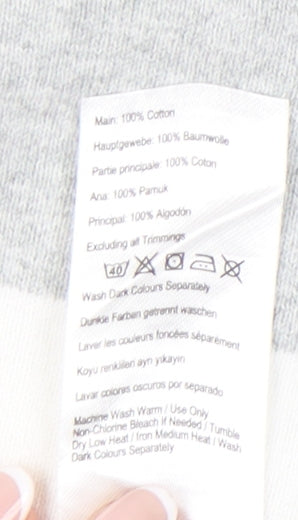 Main: 100% Cotton
Hauptgewebe: 100% Baumwolle
Partie principale: 100% Coton
Ana: 100% Pamuk
Principal: 100% Algodón
Excluding all Trimmings
40
Wash Dark Colours Separately
Dunkle Farben getrennt waschen
Laver les couleurs foncées séparément
Koyu renklileri ayrı yıkayın
Lavar colores oscuros por separado
Machine Wash Warm / Use Only
Non-Chlorine Bleach If Needed / Tumble
Dry Low Heat / Iron Medium Heat / Wash
Dark Colours Separately